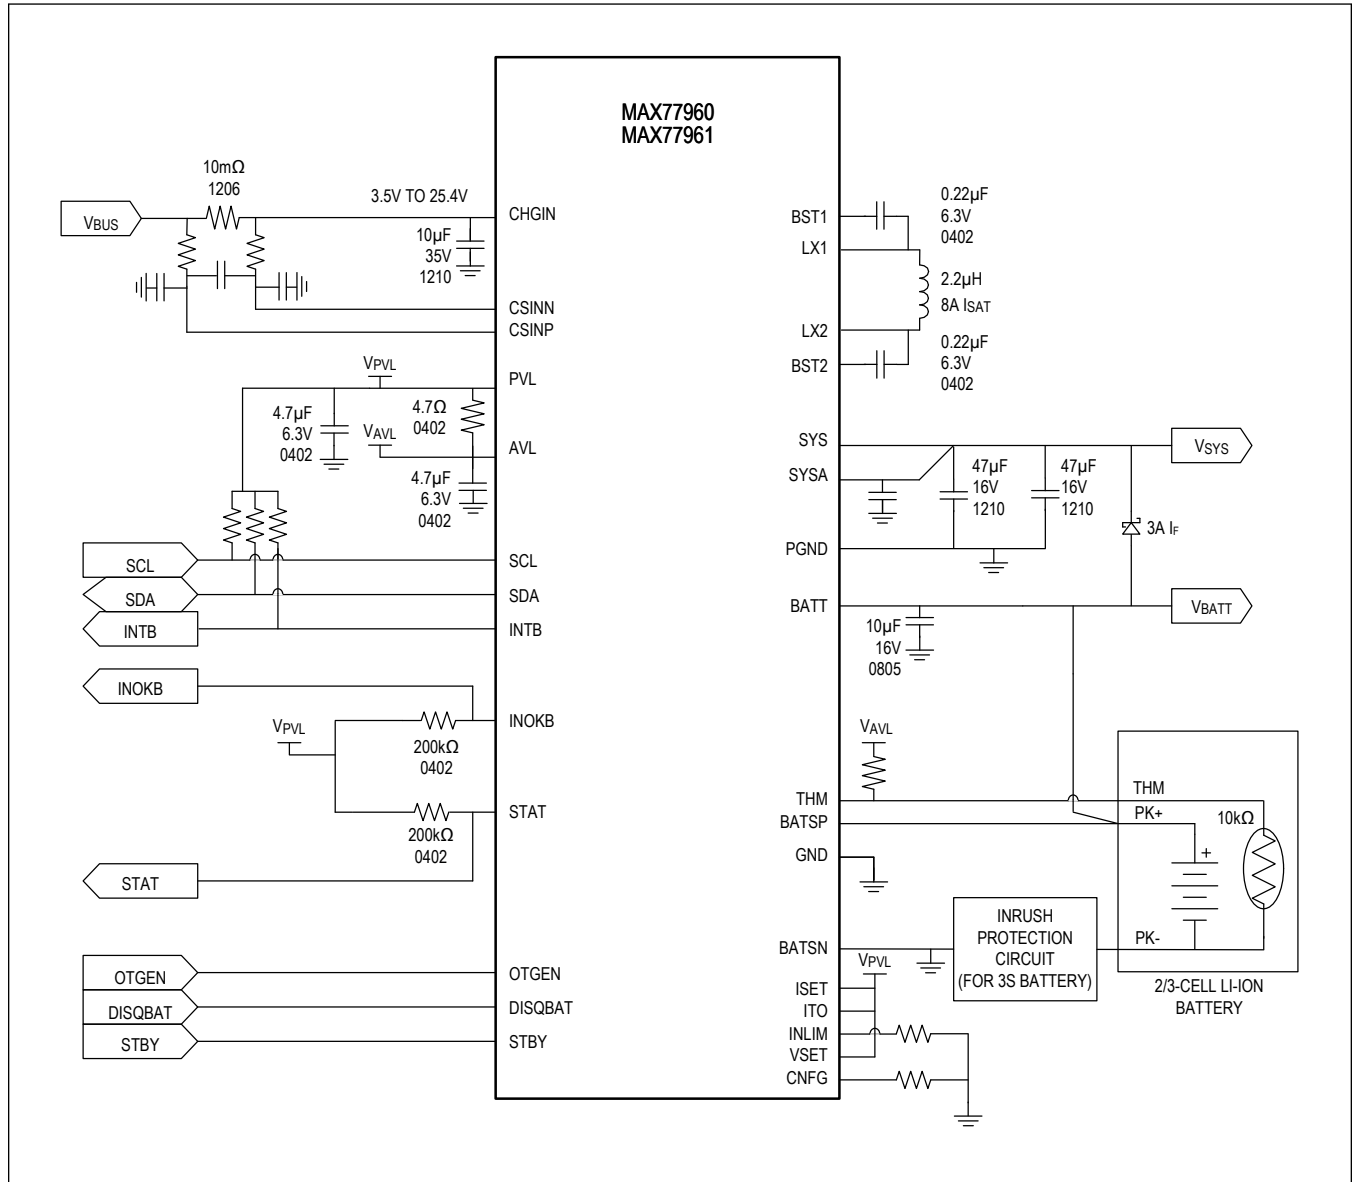 MAX77960
MAX77961
10mΩ
1206
3.5V TO 25.4V
VBUS
CHGIN
10µF
35V
1210
CSINN
CSINP
VPVL
PVL
4.7µF
6.3V
0402
4.7Ω
0402
VAVL
AVL
4.7µF
6.3V
0402
SCL
SCL
SDA
SDA
INTB
INTB
INOKB
INOKB
VPVL
200kΩ
0402
STAT
200kΩ
0402
STAT
OTGEN
OTGEN
DISQBAT
DISQBAT
STBY
STBY
BST1
0.22µF
6.3V
0402
LX1
2.2µH
8A ISAT
LX2
BST2
0.22µF
6.3V
0402
SYS
VSYS
SYSA
47µF
16V
1210
47µF
16V
1210
3A IF
PGND
BATT
VBATT
10µF
16V
0805
VAVL
THM
THM
BATSP
PK+
10kΩ
+
GND
BATSN
INRUSH
PROTECTION
CIRCUIT
(FOR 3S BATTERY)
PK-
2/3-CELL LI-ION
BATTERY
VPVL
ISET
ITO
INLIM
VSET
CNFG